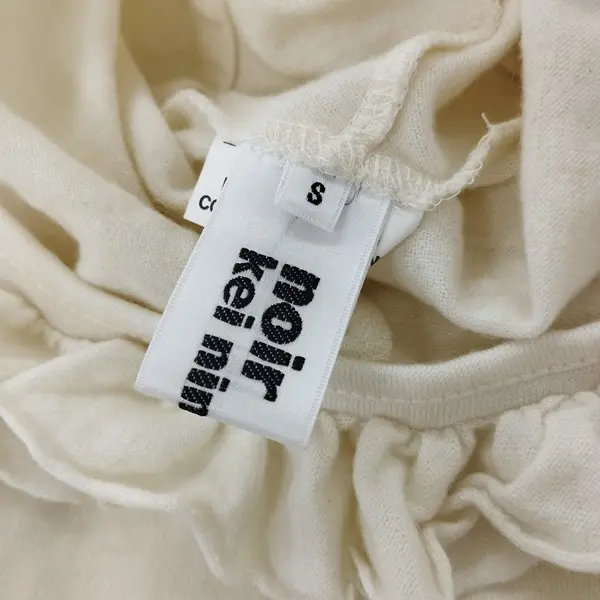 S
noir
kei nin